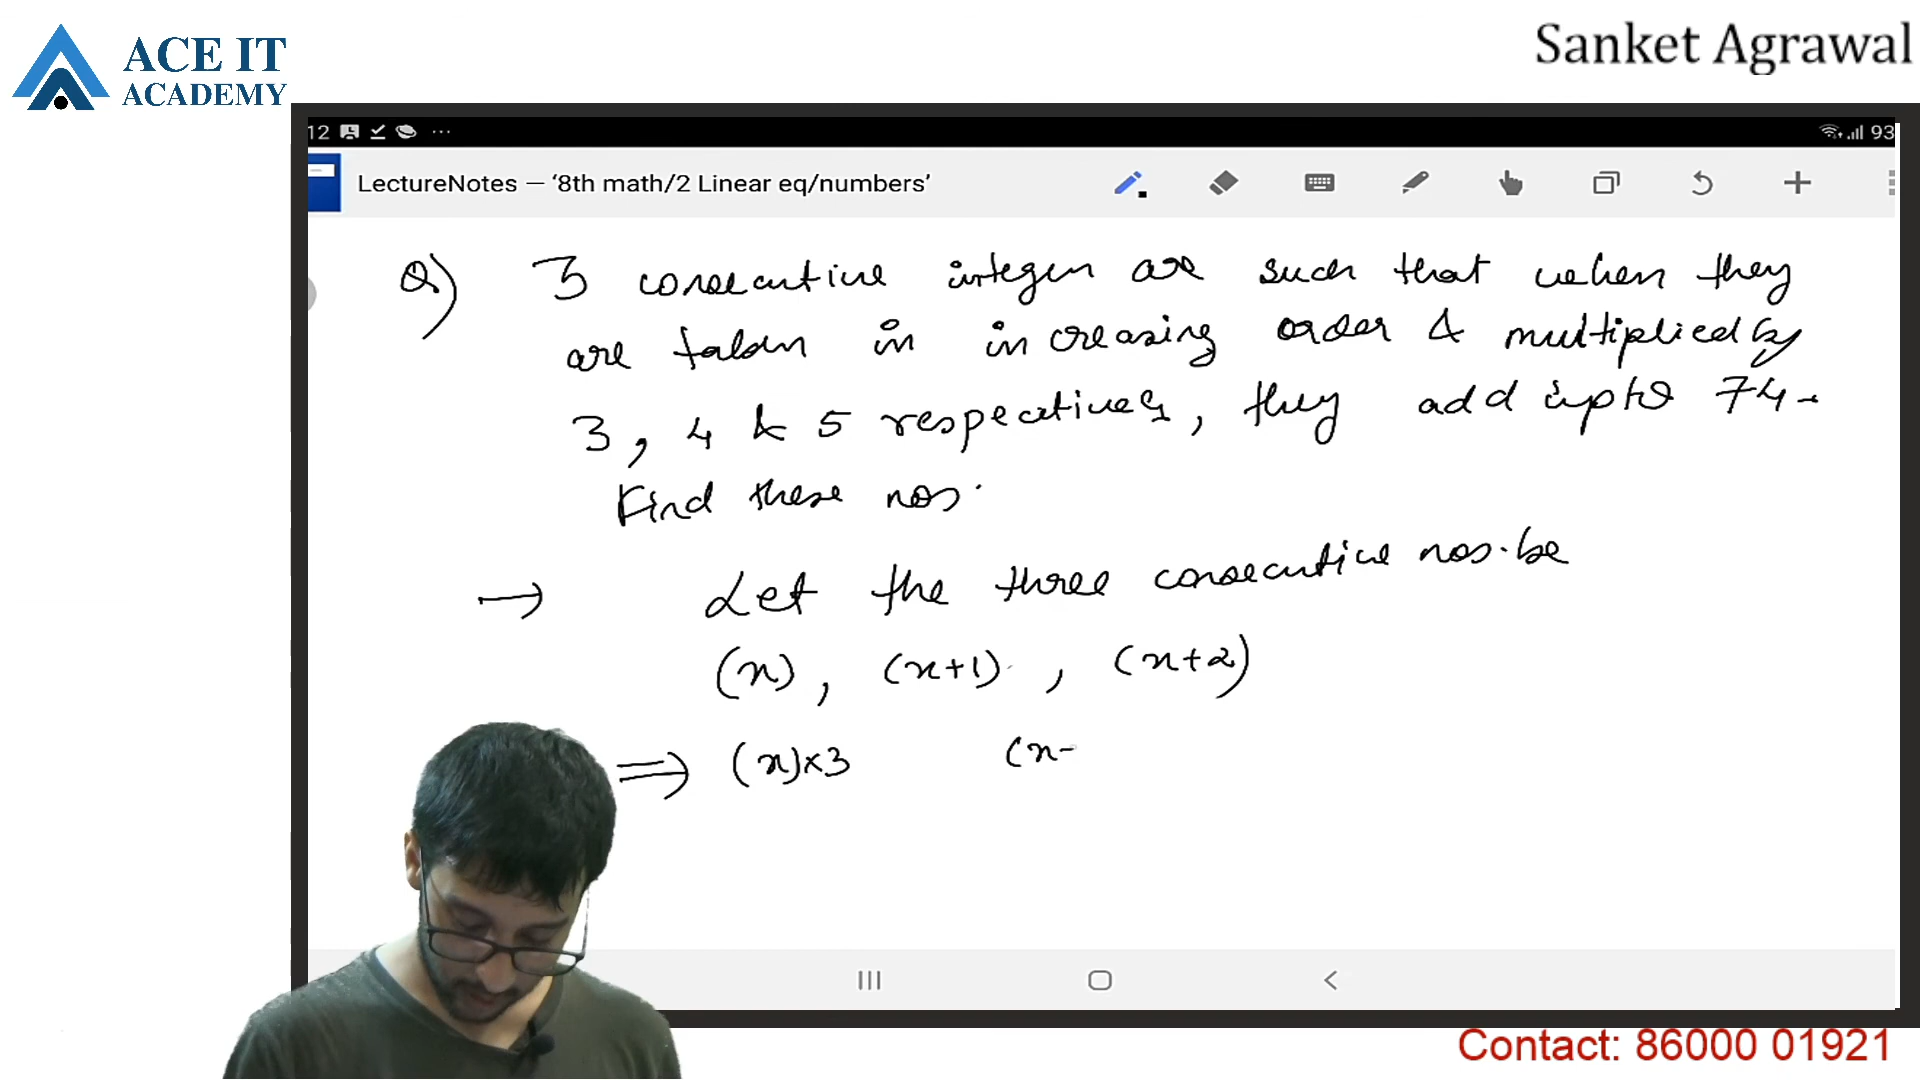 ACE IT
ACADEMY
Sanket Agrawal
12 ... 93
LectureNotes — ‘8th math/2 Linear eq/numbers’
Q) 3 consecutive integers are such that when they
are taken in increasing order & multiplied by
3, 4 & 5 respectively, they add upto 74.
Find these nos.
→ Let the three consecutive nos. be
(x), (x+1), (x+2)
⇒ (x)×3 (x-
Contact: 86000 01921